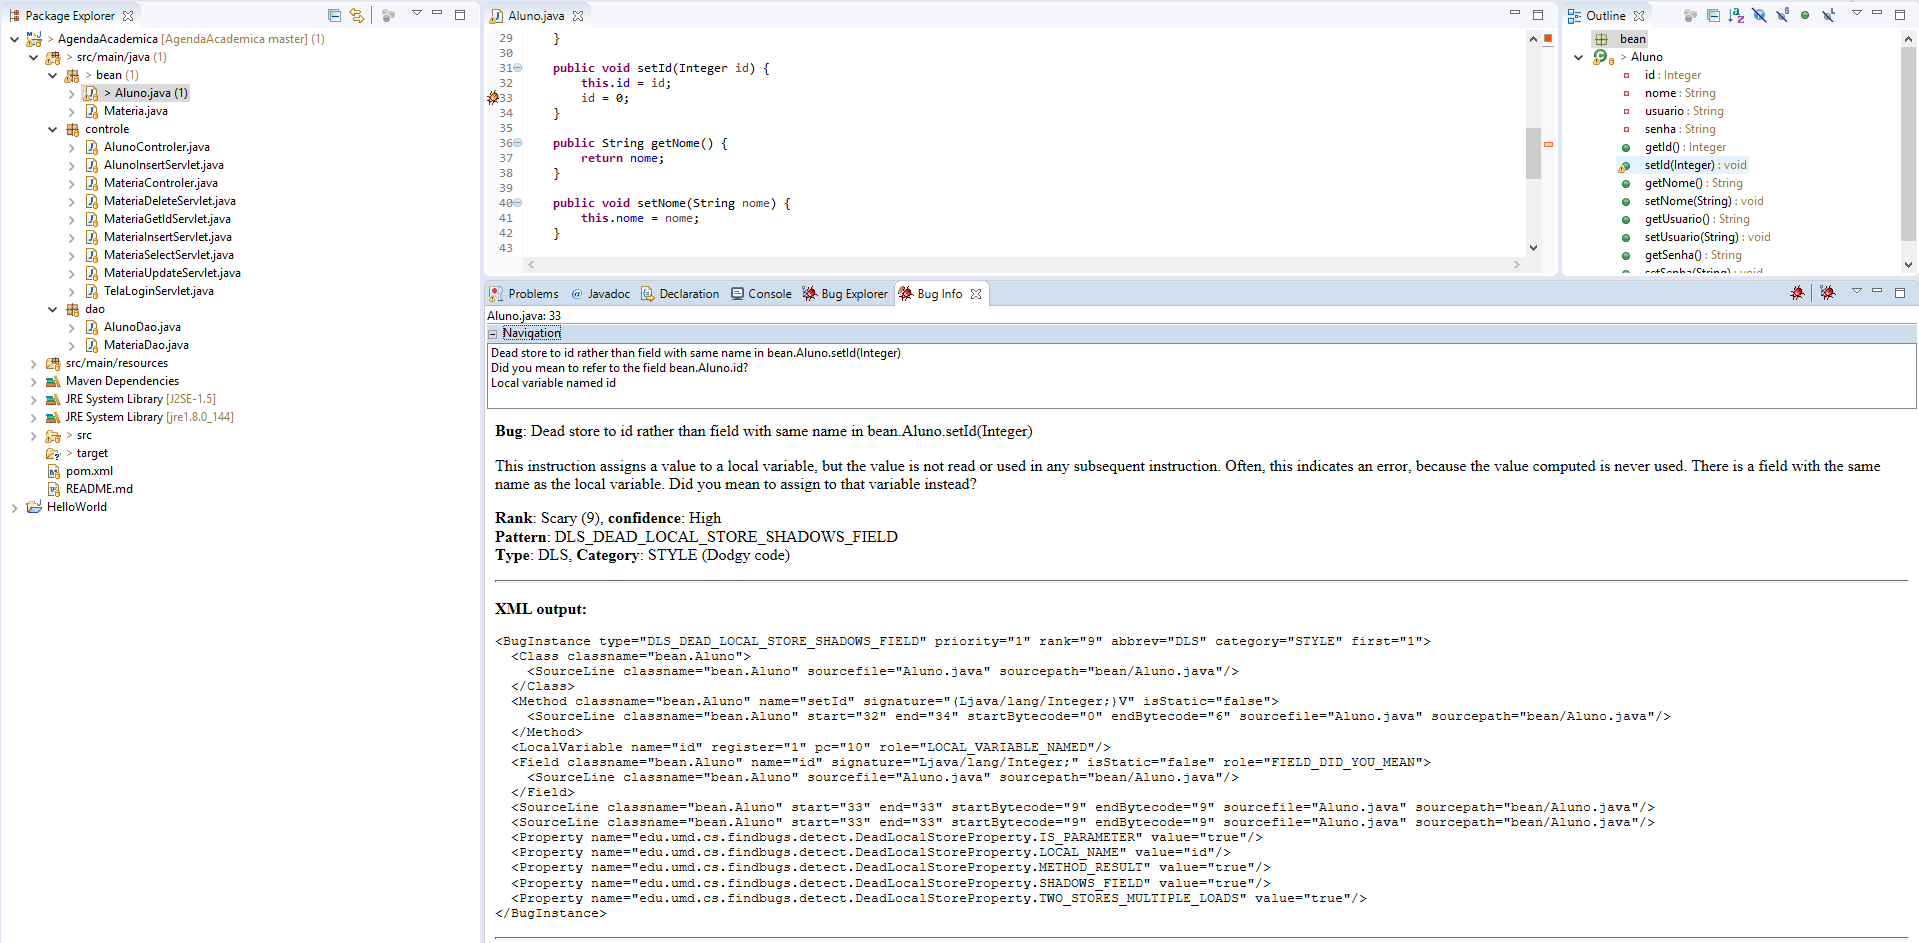 Package Explorer
> AgendaAcademica [AgendaAcademica master] (1)
> src/main/java (1)
> bean (1)
> Aluno.java (1)
Materia.java
controle
AlunoControler.java
AlunoInsertServlet.java
MateriaControler.java
MateriaDeleteServlet.java
MateriaGetIdServlet.java
MateriaInsertServlet.java
MateriaSelectServlet.java
MateriaUpdateServlet.java
TelaLoginServlet.java
dao
AlunoDao.java
MateriaDao.java
src/main/resources
Maven Dependencies
JRE System Library [J2SE-1.5]
JRE System Library [jre1.8.0_144]
> src
> target
pom.xml
README.md
HelloWorld
Aluno.java
29 }
30
31 public void setId(Integer id) {
32 this.id = id;
33 id = 0;
34 }
35
36 public String getNome() {
37 return nome;
38 }
39
40 public void setNome(String nome) {
41 this.nome = nome;
42 }
43
Outline
bean
> Aluno
id : Integer
nome : String
usuario : String
senha : String
getId() : Integer
setId(Integer) : void
getNome() : String
setNome(String) : void
getUsuario() : String
setUsuario(String) : void
getSenha() : String
setSenha(String) : void
Problems @ Javadoc Declaration Console Bug Explorer Bug Info
Aluno.java: 33
Navigation
Dead store to id rather than field with same name in bean.Aluno.setId(Integer)
Did you mean to refer to the field bean.Aluno.id?
Local variable named id
Bug: Dead store to id rather than field with same name in bean.Aluno.setId(Integer)
This instruction assigns a value to a local variable, but the value is not read or used in any subsequent instruction. Often, this indicates an error, because the value computed is never used. There is a field with the same
name as the local variable. Did you mean to assign to that variable instead?
Rank: Scary (9), confidence: High
Pattern: DLS_DEAD_LOCAL_STORE_SHADOWS_FIELD
Type: DLS, Category: STYLE (Dodgy code)
XML output:
<BugInstance type="DLS_DEAD_LOCAL_STORE_SHADOWS_FIELD" priority="1" rank="9" abbrev="DLS" category="STYLE" first="1">
<Class classname="bean.Aluno">
<SourceLine classname="bean.Aluno" sourcefile="Aluno.java" sourcepath="bean/Aluno.java"/>
</Class>
<Method classname="bean.Aluno" name="setId" signature="(Ljava/lang/Integer;)V" isStatic="false">
<SourceLine classname="bean.Aluno" start="32" end="34" startBytecode="0" endBytecode="6" sourcefile="Aluno.java" sourcepath="bean/Aluno.java"/>
</Method>
<LocalVariable name="id" register="1" pc="10" role="LOCAL_VARIABLE_NAMED"/>
<Field classname="bean.Aluno" name="id" signature="Ljava/lang/Integer;" isStatic="false" role="FIELD_DID_YOU_MEAN">
<SourceLine classname="bean.Aluno" sourcefile="Aluno.java" sourcepath="bean/Aluno.java"/>
</Field>
<SourceLine classname="bean.Aluno" start="33" end="33" startBytecode="9" endBytecode="9" sourcefile="Aluno.java" sourcepath="bean/Aluno.java"/>
<SourceLine classname="bean.Aluno" start="33" end="33" startBytecode="9" endBytecode="9" sourcefile="Aluno.java" sourcepath="bean/Aluno.java"/>
<Property name="edu.umd.cs.findbugs.detect.DeadLocalStoreProperty.IS_PARAMETER" value="true"/>
<Property name="edu.umd.cs.findbugs.detect.DeadLocalStoreProperty.LOCAL_NAME" value="id"/>
<Property name="edu.umd.cs.findbugs.detect.DeadLocalStoreProperty.METHOD_RESULT" value="true"/>
<Property name="edu.umd.cs.findbugs.detect.DeadLocalStoreProperty.SHADOWS_FIELD" value="true"/>
<Property name="edu.umd.cs.findbugs.detect.DeadLocalStoreProperty.TWO_STORES_MULTIPLE_LOADS" value="true"/>
</BugInstance>